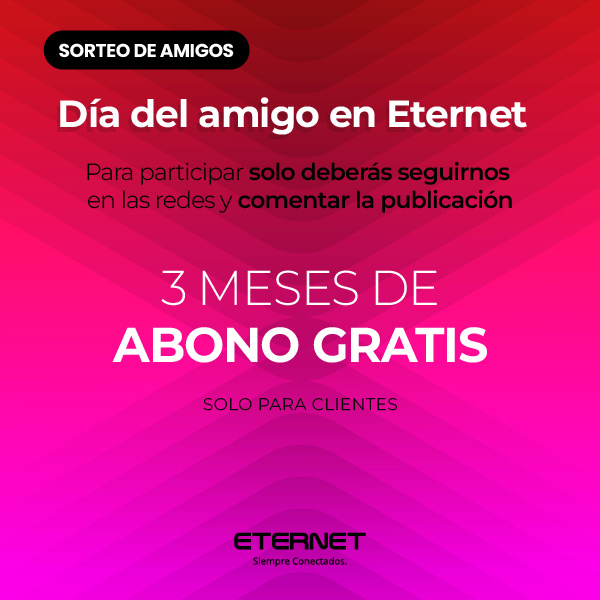 SORTEO DE AMIGOS
Día del amigo en Eternet
Para participar solo deberás seguirnos
en las redes y comentar la publicación
3 MESES DE
ABONO GRATIS
SOLO PARA CLIENTES
ETERNET
Siempre Conectados.